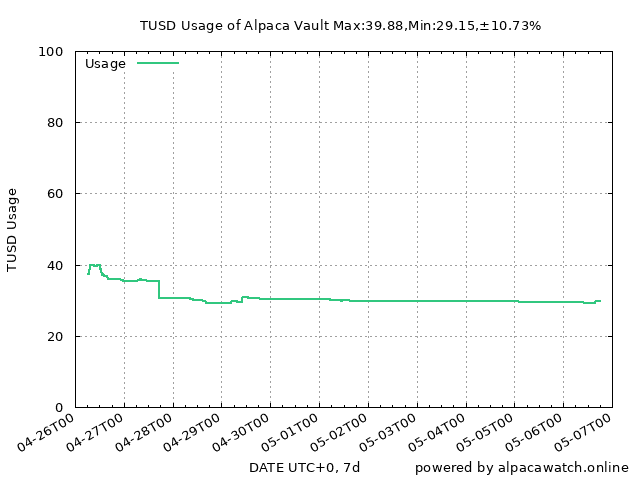 TUSD Usage of Alpaca Vault Max:39.88,Min:29.15,±10.73%
Usage
100
80
60
40
20
0
TUSD Usage
04-26T00
04-27T00
04-28T00
04-29T00
04-30T00
05-01T00
05-02T00
05-03T00
05-04T00
05-05T00
05-06T00
05-07T00
DATE UTC+0, 7d
powered by alpacawatch.online